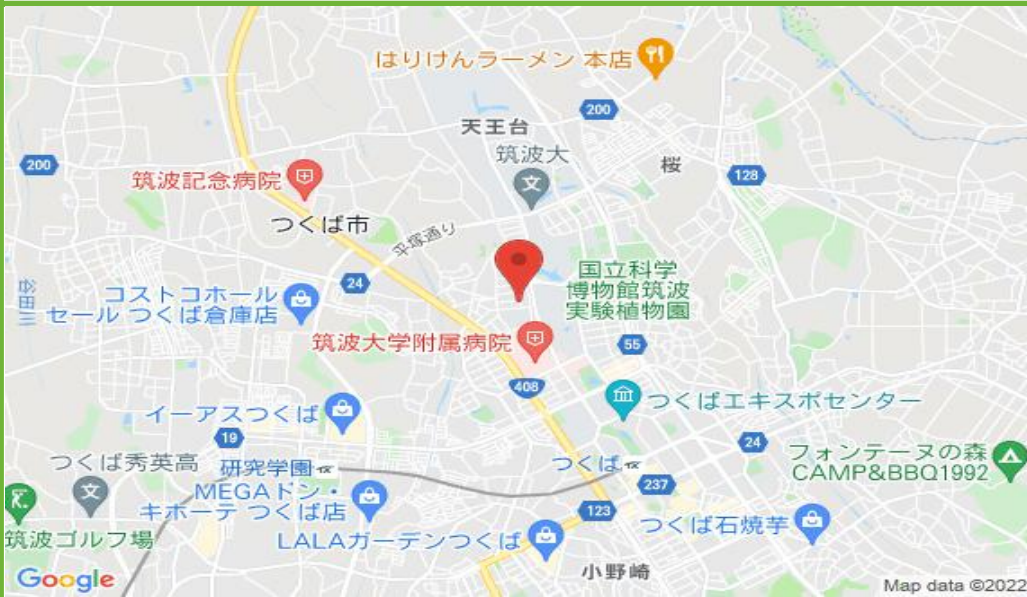 はりけんラーメン 本店
200
天王台
筑波大
桜
200
128
筑波記念病院
つくば市
平塚通り
24
谷田川
国立科学
博物館筑波
実験植物園
コストコホール
セール つくば倉庫店
筑波大学附属病院
55
408
つくばエキスポセンター
イーアスつくば
19
24
つくば秀英高
研究学園
つくば
フォンテーヌの森
CAMP&BBQ1992
MEGAドン・
キホーテ つくば店
237
123
つくば石焼芋
筑波ゴルフ場
LALAガーデンつくば
小野崎
Google
Map data ©2022